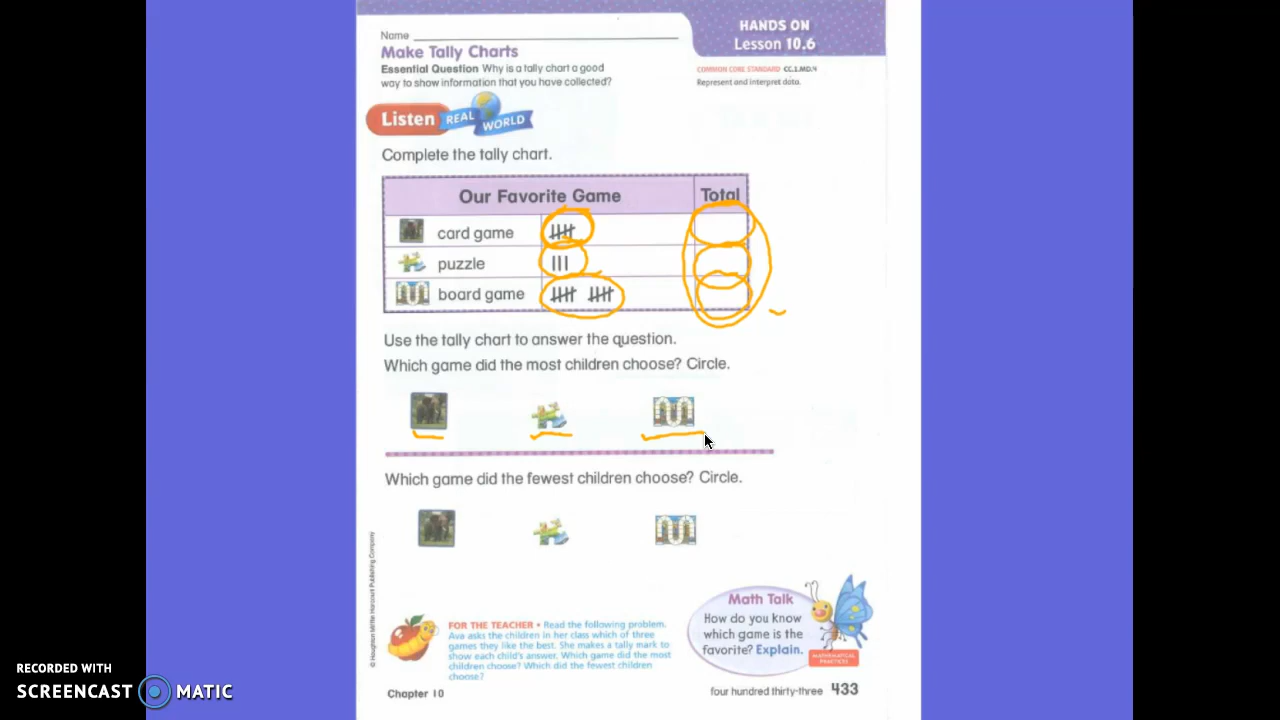 HANDS ON
Lesson 10.6
Name
Make Tally Charts
Essential Question Why is a tally chart a good
way to show information that you have collected?
COMMON CORE STANDARD CC.1.MD.4
Represent and interpret data.
Listen REAL WORLD
Complete the tally chart.
Our Favorite Game Total
card game
puzzle
board game
Use the tally chart to answer the question.
Which game did the most children choose? Circle.
Which game did the fewest children choose? Circle.
© Houghton Mifflin Harcourt Publishing Company
FOR THE TEACHER • Read the following problem.
Ava asks the children in her class which of three
games they like the best. She makes a tally mark to
show each child's answer. Which game did the most
children choose? Which did the fewest children
choose?
Math Talk
How do you know
which game is the
favorite? Explain.
MATHEMATICAL
PRACTICES
Chapter 10
four hundred thirty-three 433
RECORDED WITH
SCREENCAST MATIC